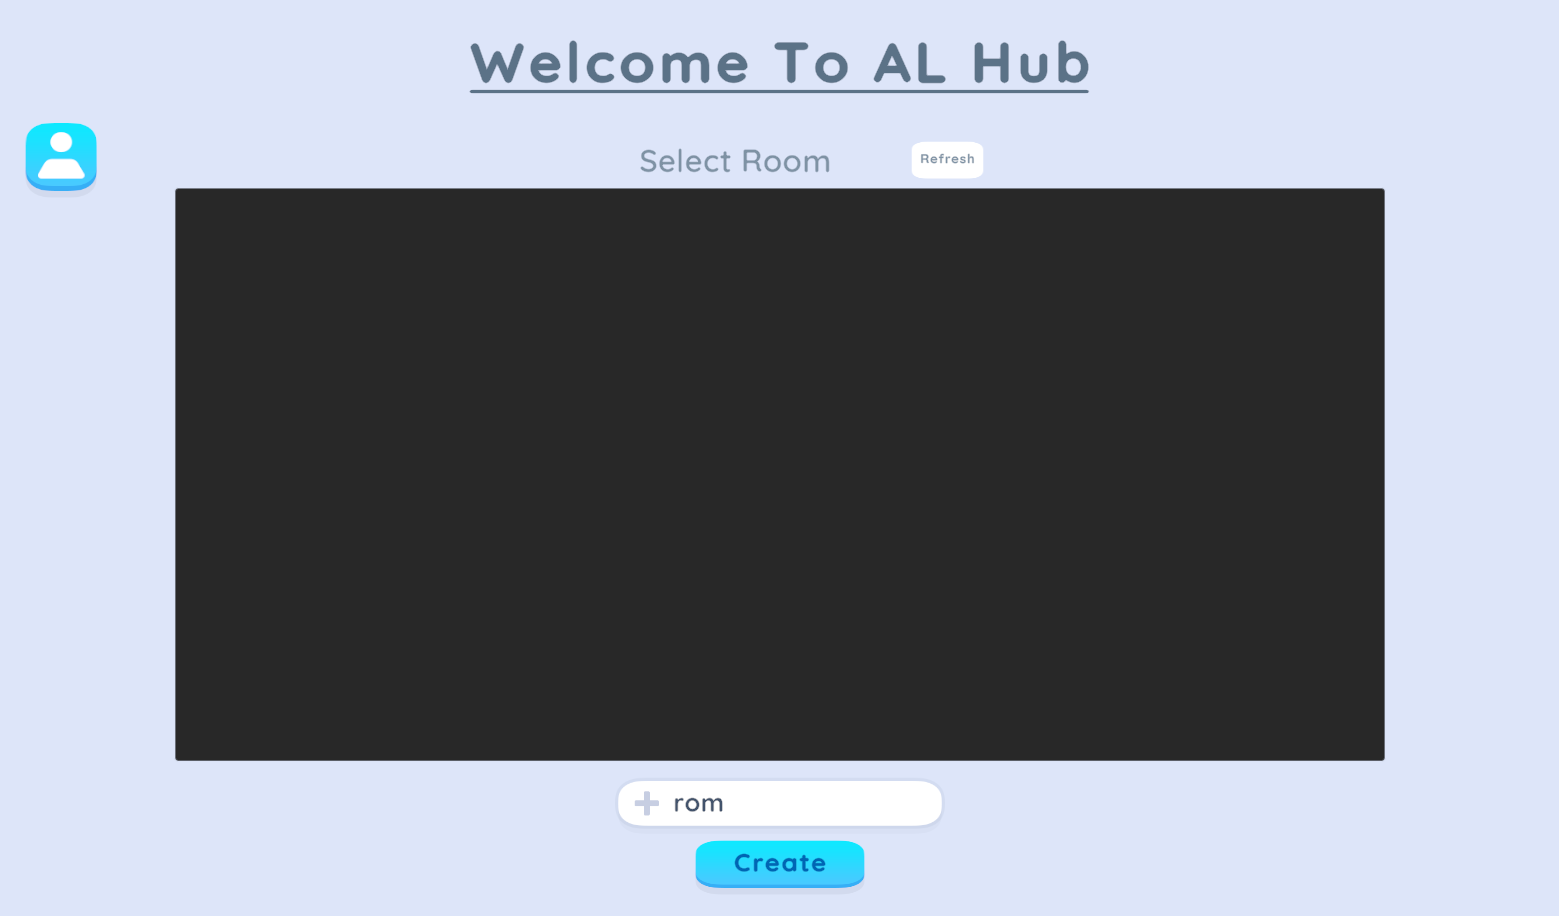 Welcome To AL Hub
Select Room
Refresh
rom
Create